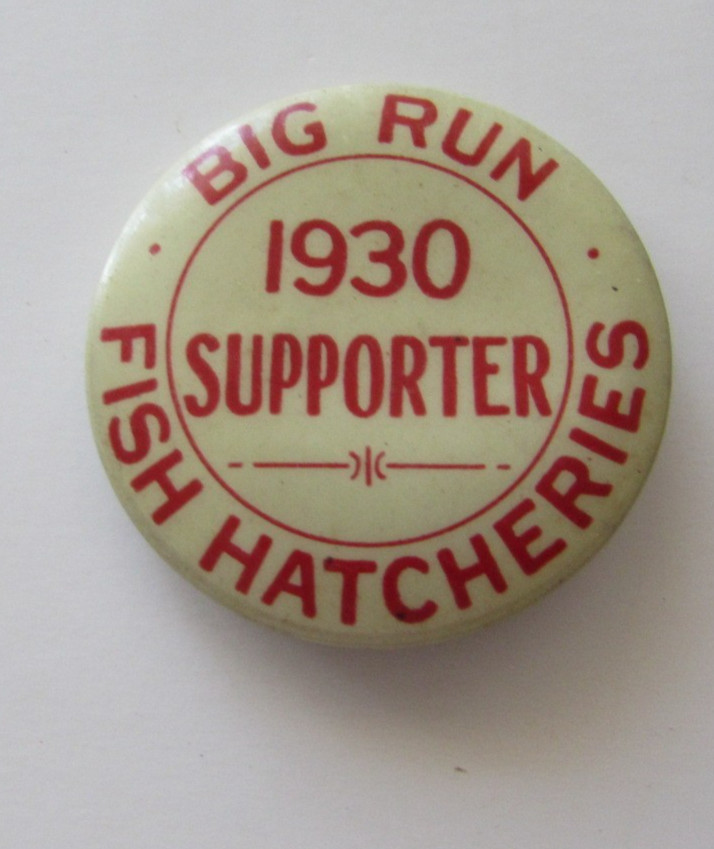 BIG RUN
1930
SUPPORTER
FISH HATCHERIES